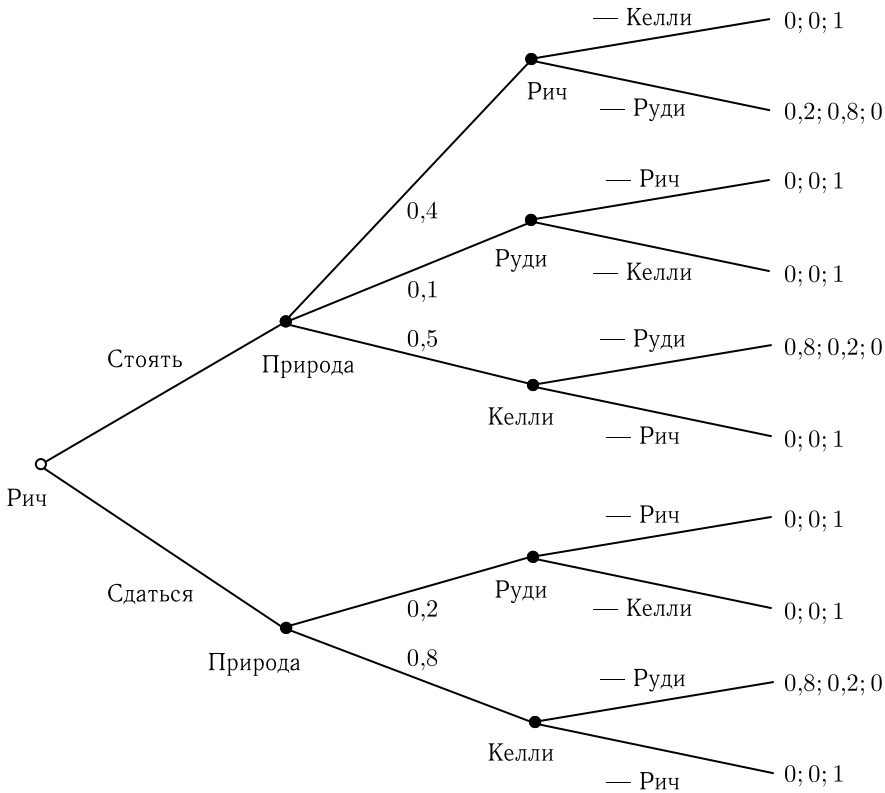 — Келли
0; 0; 1
Рич
— Руди
0,2; 0,8; 0
— Рич
0; 0; 1
0,4
Руди
— Келли
0; 0; 1
0,1
0,5
— Руди
0,8; 0,2; 0
Стоять
Природа
Келли
— Рич
0; 0; 1
Рич
— Рич
0; 0; 1
Сдаться
Руди
0,2
— Келли
0; 0; 1
0,8
Природа
— Руди
0,8; 0,2; 0
Келли
— Рич
0; 0; 1